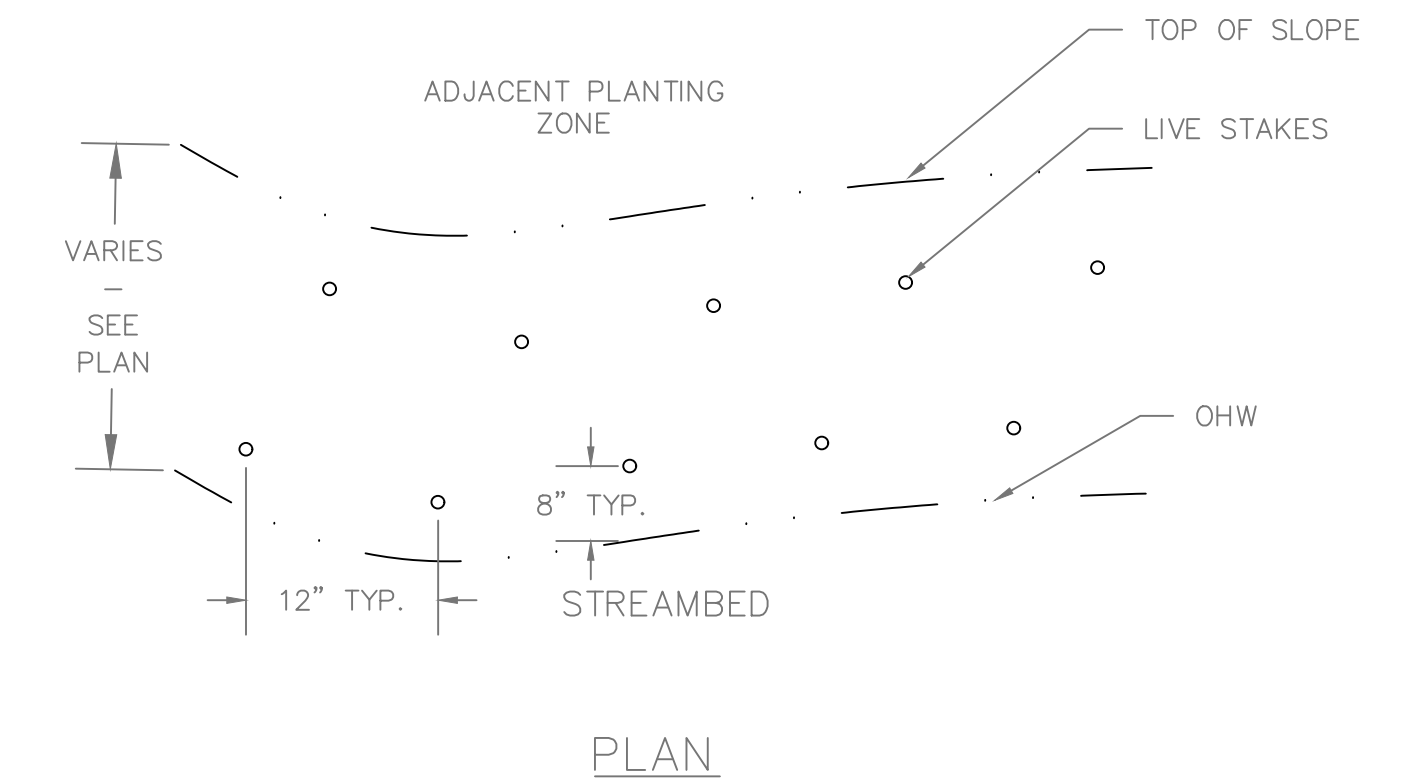 TOP OF SLOPE
ADJACENT PLANTING
ZONE
LIVE STAKES
VARIES
–
SEE
PLAN
OHW
8” TYP.
12” TYP.
STREAMBED
PLAN